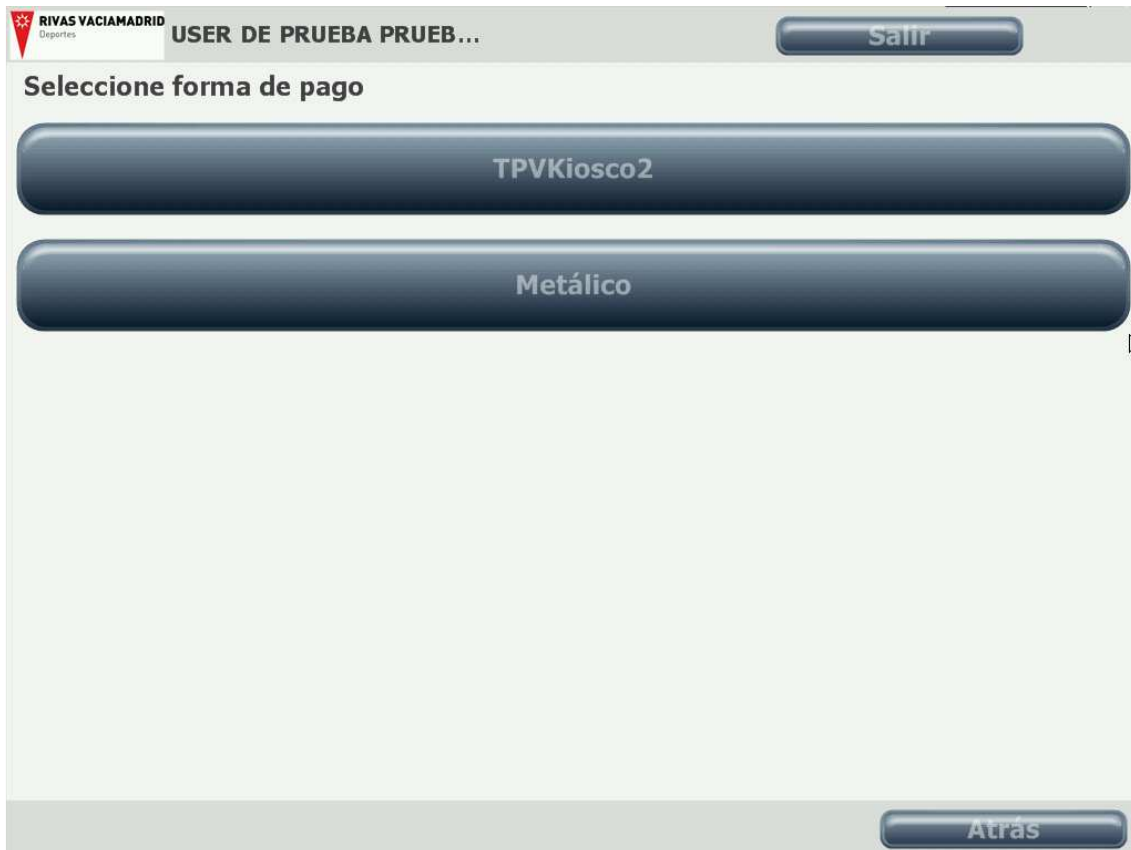 RIVAS VACIAMADRID
Deportes
USER DE PRUEBA PRUEB...
Salir
Seleccione forma de pago
TPVKiosco2
Metálico
Atrás